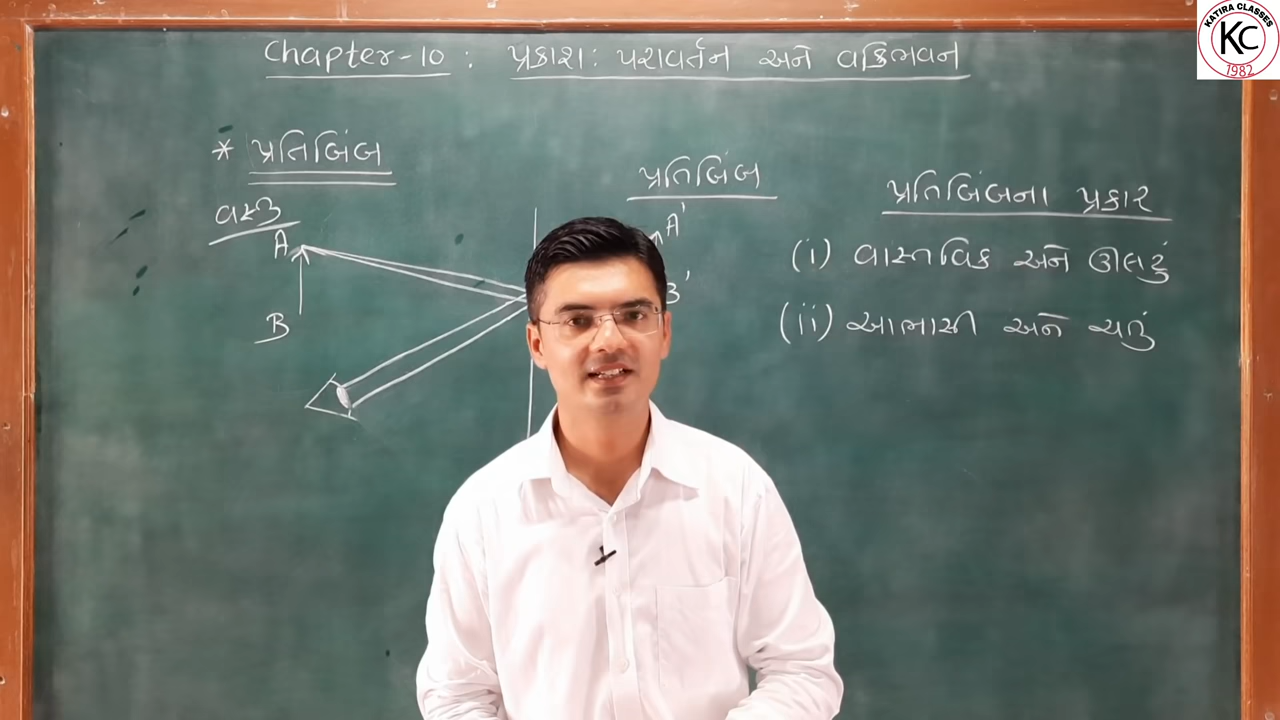 Chapter-10 : પ્રકાશ : પરાવર્તન અને વક્રિભવન
* પ્રતિબિંબ
વસ્તુ
A
B
પ્રતિબિંબ
A'
B'
પ્રતિબિંબના પ્રકાર
(i) વાસ્તવિક અને ઊલટું
(ii) આભાસી અને ચતું
KATIRA CLASSES
KC
1982